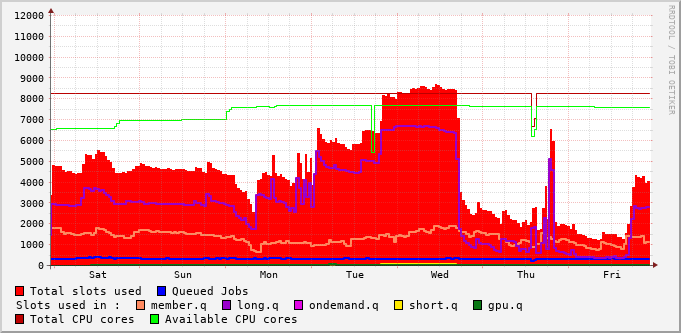 RRDTOOL / TOBI OETIKER
12000
11000
10000
9000
8000
7000
6000
5000
4000
3000
2000
1000
0
Sat Sun Mon Tue Wed Thu Fri
Total slots used Queued Jobs
Slots used in : member.q long.q ondemand.q short.q gpu.q
Total CPU cores Available CPU cores